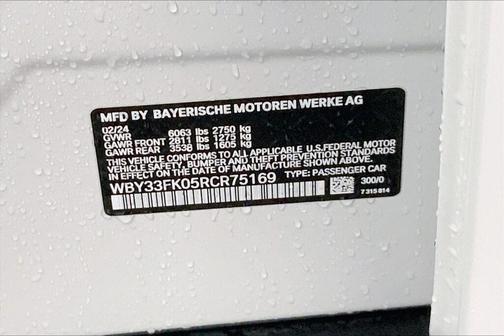 MFD BY BAYERISCHE MOTOREN WERKE AG
02/24
GVWR 6063 lbs 2750 kg
GAWR FRONT 2811 lbs 1275 kg
GAWR REAR 3538 lbs 1605 kg
THIS VEHICLE CONFORMS TO ALL APPLICABLE U.S.FEDERAL MOTOR
VEHICLE SAFETY, BUMPER AND THEFT PREVENTION STANDARDS
IN EFFECT ON THE DATE OF MANUFACTURE SHOWN ABOVE.
WBY33FK05RCR75169 TYPE: PASSENGER CAR
300/0
7 315 814